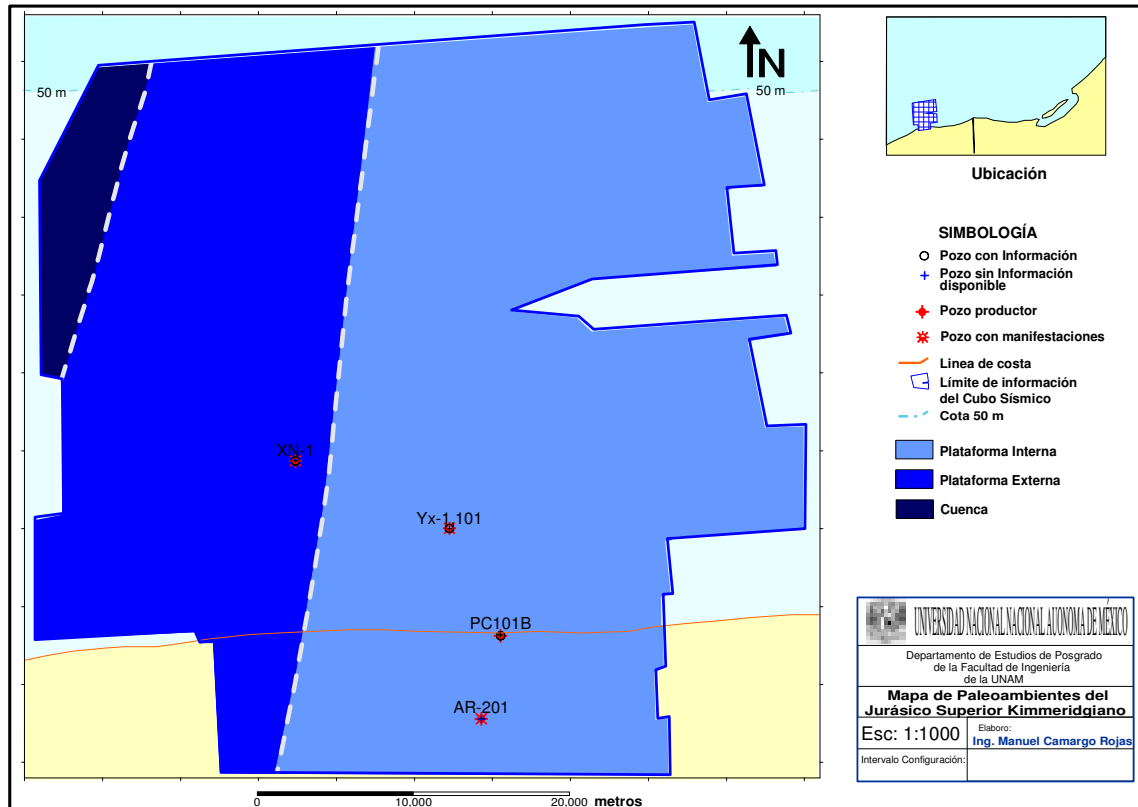 N
50 m
50 m
XN-1
Yx-1,101
PC101B
AR-201
0
10,000
20,000
metros
Ubicación
SIMBOLOGÍA
Pozo con Información
Pozo sin Información
disponible
Pozo productor
Pozo con manifestaciones
Linea de costa
Límite de información
del Cubo Sísmico
Cota 50 m
Plataforma Interna
Plataforma Externa
Cuenca
UNIVERSIDAD NACIONAL NACIONAL AUTONOMA DE MÉXICO
Departamento de Estudios de Posgrado
de la Facultad de Ingeniería
de la UNAM
Mapa de Paleoambientes del
Jurásico Superior Kimmeridgiano
Esc: 1:1000
Elaboro:
Ing. Manuel Camargo Rojas
Intervalo Configuración: